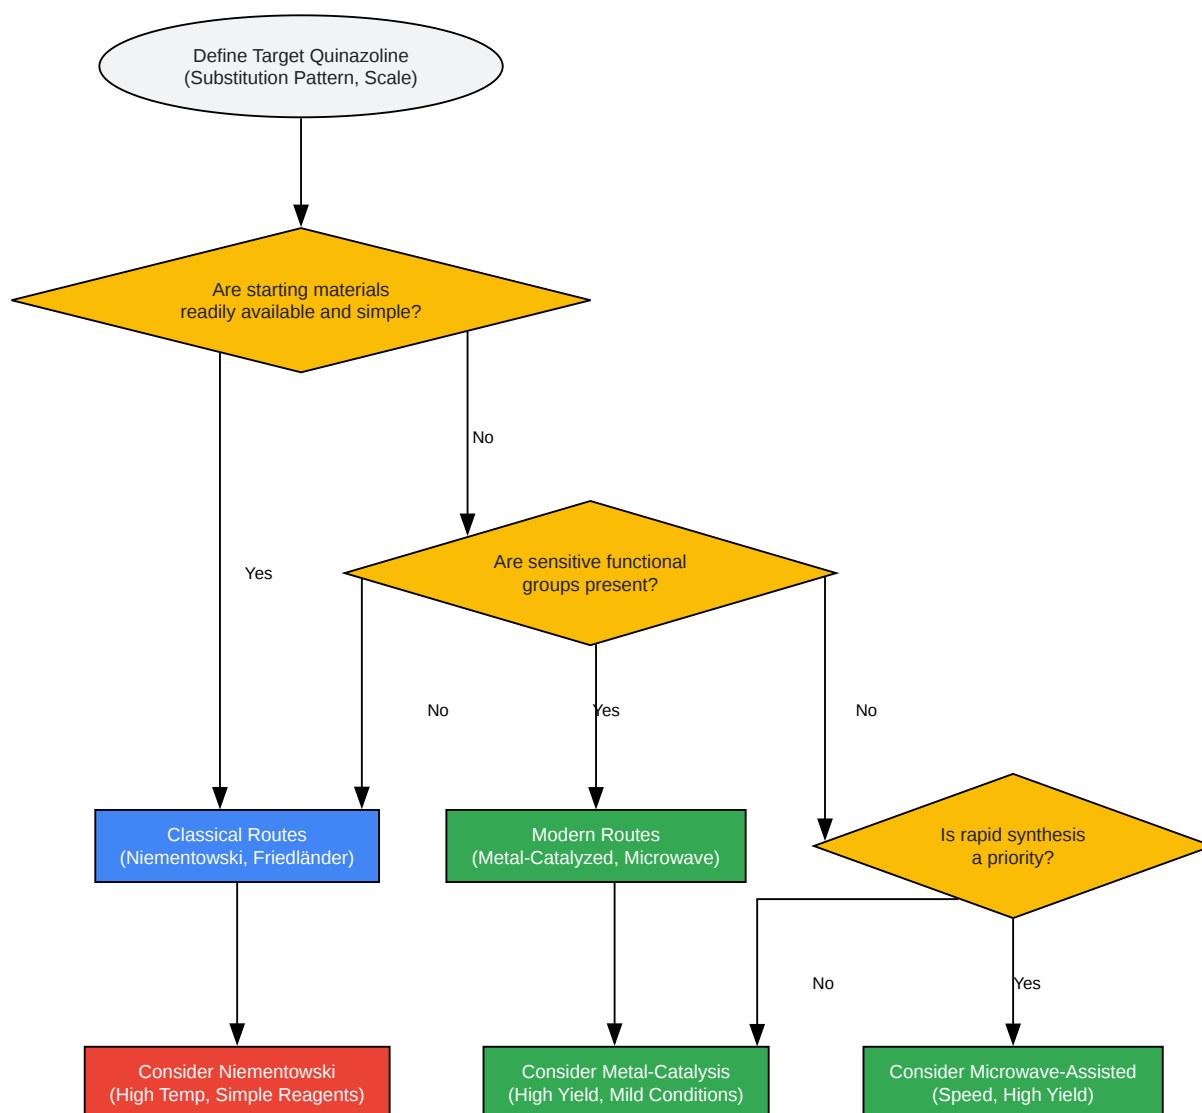 Define Target Quinazoline
(Substitution Pattern, Scale)
Are starting materials
readily available and simple?
No
Are sensitive functional
groups present?
Yes
No
Yes
No
Classical Routes
(Niementowski, Friedländer)
Modern Routes
(Metal-Catalyzed, Microwave)
Is rapid synthesis
a priority?
No
Yes
Consider Niementowski
(High Temp, Simple Reagents)
Consider Metal-Catalysis
(High Yield, Mild Conditions)
Consider Microwave-Assisted
(Speed, High Yield)